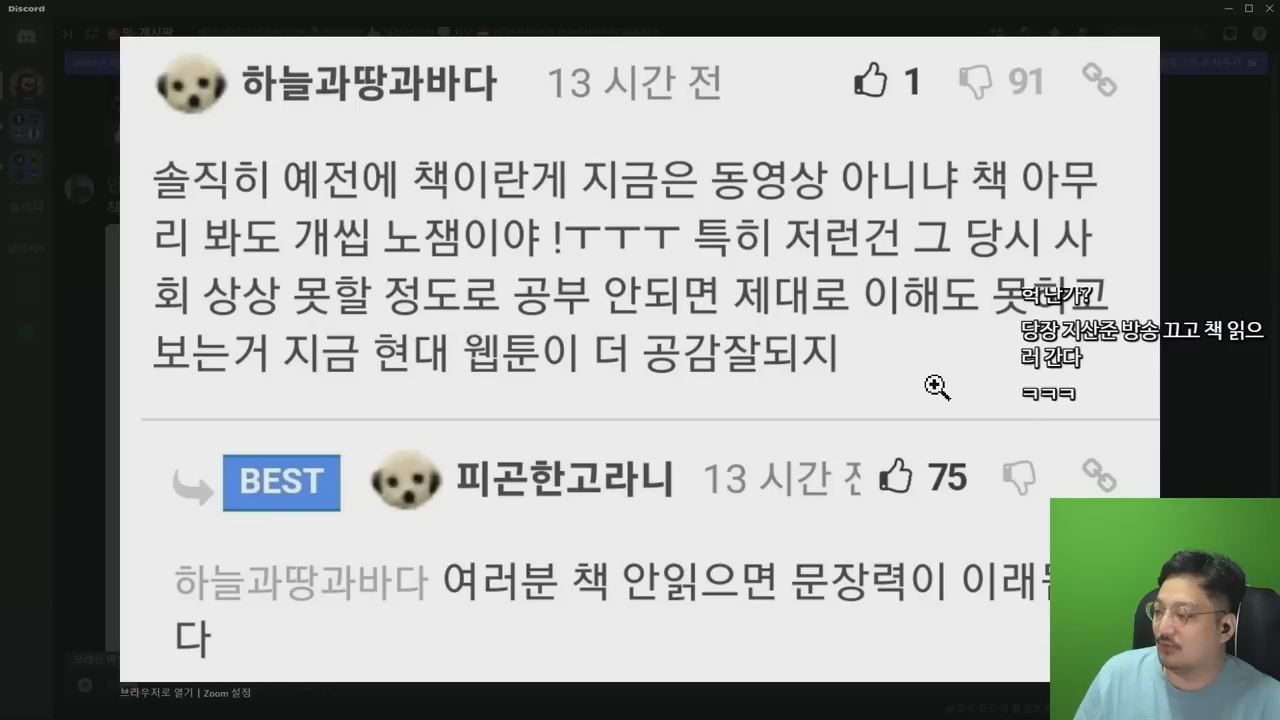 Discord
하늘과땅과바다 13 시간 전 1 91
솔직히 예전에 책이란게 지금은 동영상 아니냐 책 아무
리 봐도 개씹 노잼이야 !ㅜㅜㅜ 특히 저런건 그 당시 사
회 상상 못할 정도로 공부 안되면 제대로 이해도 못하고
보는거 지금 현대 웹툰이 더 공감잘되지
헉 난가?
당장 지산준 방송 끄고 책 읽으
러 간다
ㅋㅋㅋ
BEST 피곤한고라니 13 시간 전 75
하늘과땅과바다 여러분 책 안읽으면 문장력이 이래
다
브라우저로 열기 | Zoom 설정